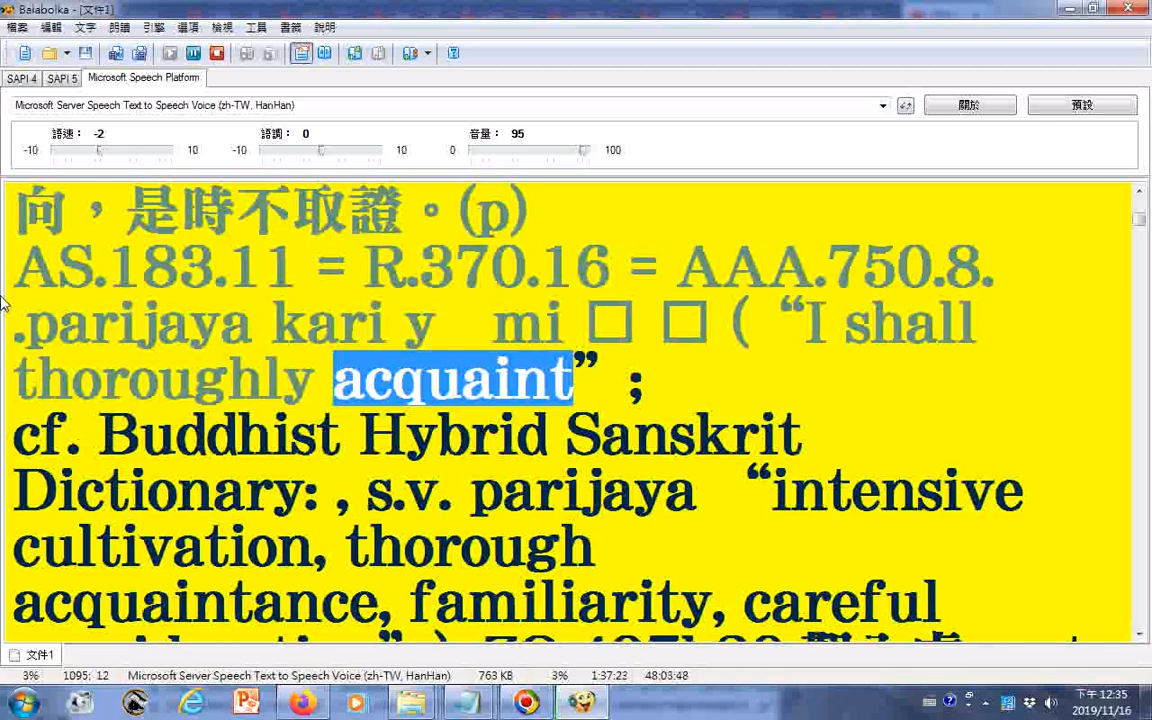 Balabolka - [文件1]
檔案 編輯 文字 朗讀 引擎 選項 檢視 工具 書籤 說明
SAPI 4 SAPI 5 Microsoft Speech Platform
Microsoft Server Speech Text to Speech Voice (zh-TW, HanHan) 關於 預設
語速： -2 語調： 0 音量： 95
-10 10 -10 10 0 100
向，是時不取證。(p)
AS.183.11 = R.370.16 = AAA.750.8.
.parijaya kari y mi □ □ (“I shall
thoroughly acquaint”；
cf. Buddhist Hybrid Sanskrit
Dictionary: , s.v. parijaya “intensive
cultivation, thorough
acquaintance, familiarity, careful
文件1
3% 1095: 12 Microsoft Server Speech Text to Speech Voice (zh-TW, HanHan) 763 KB 3% 1:37:23 48:03:48
下午 12:35
2019/11/16